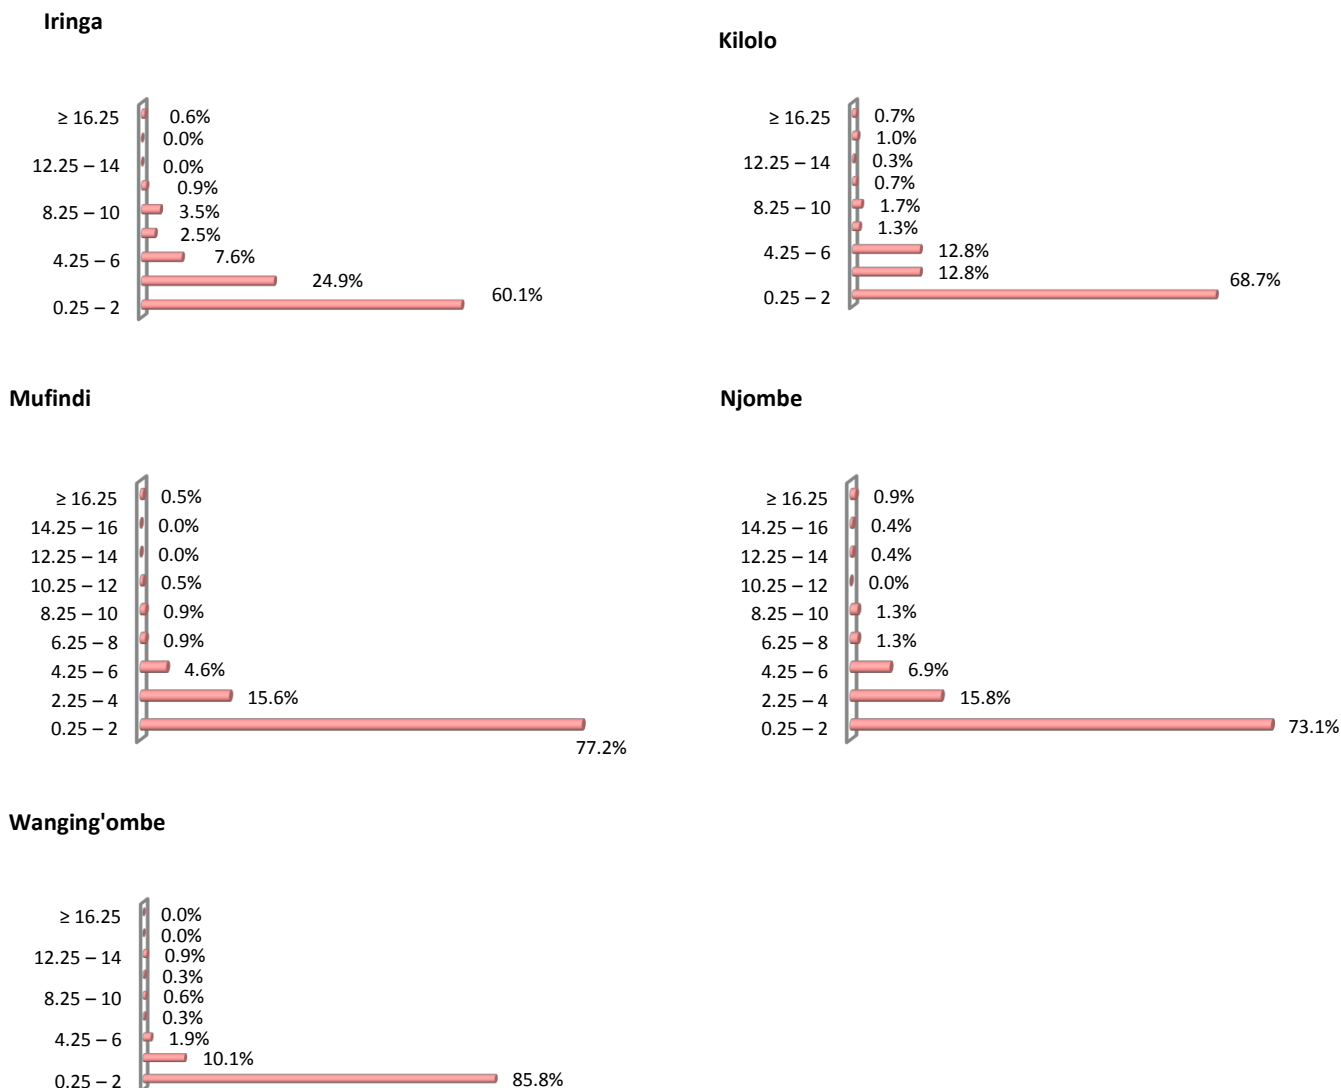 Iringa
≥ 16.25 0.6%
0.0%
12.25 – 14 0.0%
0.9%
8.25 – 10 3.5%
2.5%
4.25 – 6 7.6%
24.9%
0.25 – 2 60.1%
Kilolo
≥ 16.25 0.7%
1.0%
12.25 – 14 0.3%
0.7%
8.25 – 10 1.7%
1.3%
4.25 – 6 12.8%
12.8%
0.25 – 2 68.7%
Mufindi
≥ 16.25 0.5%
14.25 – 16 0.0%
12.25 – 14 0.0%
10.25 – 12 0.5%
8.25 – 10 0.9%
6.25 – 8 0.9%
4.25 – 6 4.6%
2.25 – 4 15.6%
0.25 – 2 77.2%
Njombe
≥ 16.25 0.9%
14.25 – 16 0.4%
12.25 – 14 0.4%
10.25 – 12 0.0%
8.25 – 10 1.3%
6.25 – 8 1.3%
4.25 – 6 6.9%
2.25 – 4 15.8%
0.25 – 2 73.1%
Wanging'ombe
≥ 16.25 0.0%
0.0%
12.25 – 14 0.9%
0.3%
8.25 – 10 0.6%
0.3%
4.25 – 6 1.9%
10.1%
0.25 – 2 85.8%